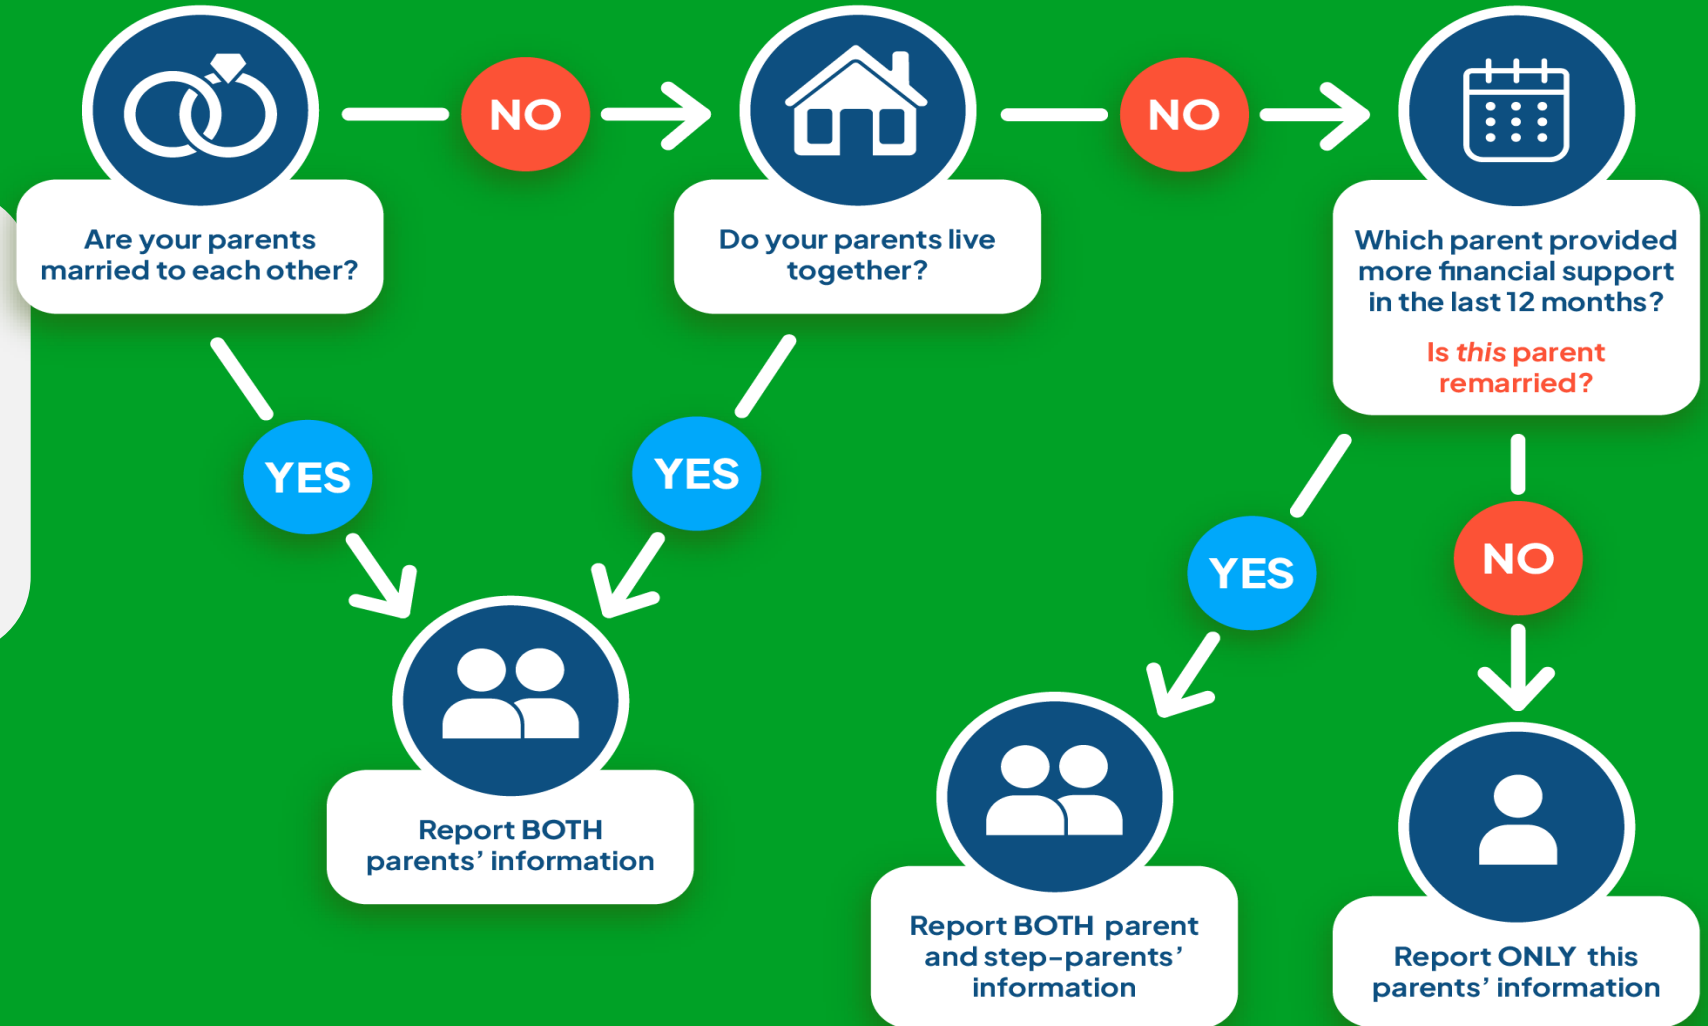 Are your parents
married to each other?
NO
Do your parents live
together?
NO
Which parent provided
more financial support
in the last 12 months?
Is this parent
remarried?
YES
YES
YES
NO
Report BOTH
parents’ information
Report BOTH parent
and step-parents’
information
Report ONLY this
parents’ information